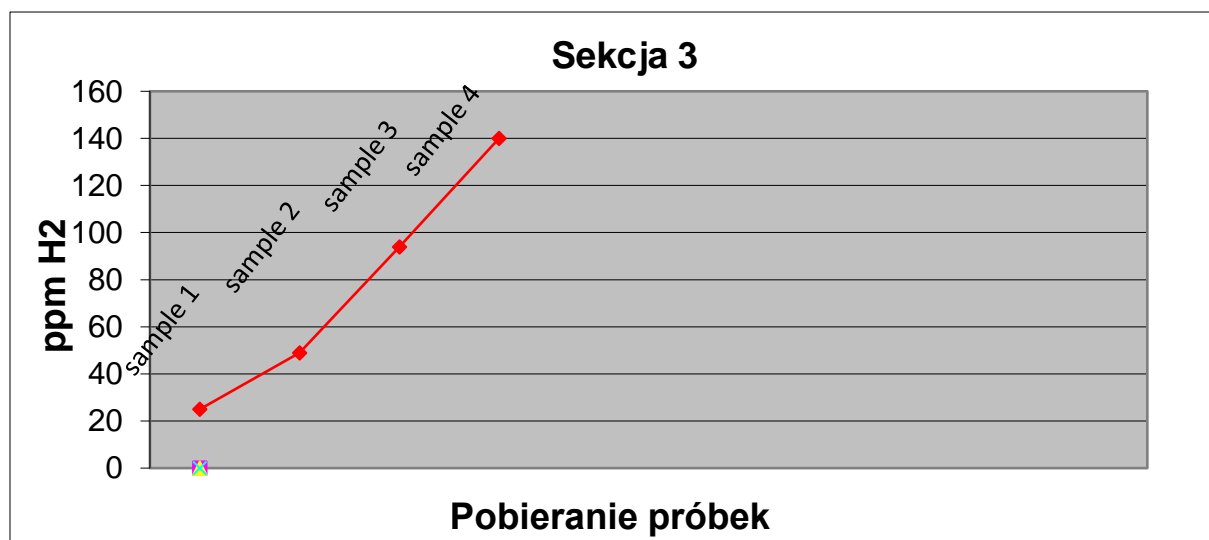 Sekcja 3
ppm H2
160
140
120
100
80
60
40
20
0
sample 1
sample 2
sample 3
sample 4
Pobieranie próbek